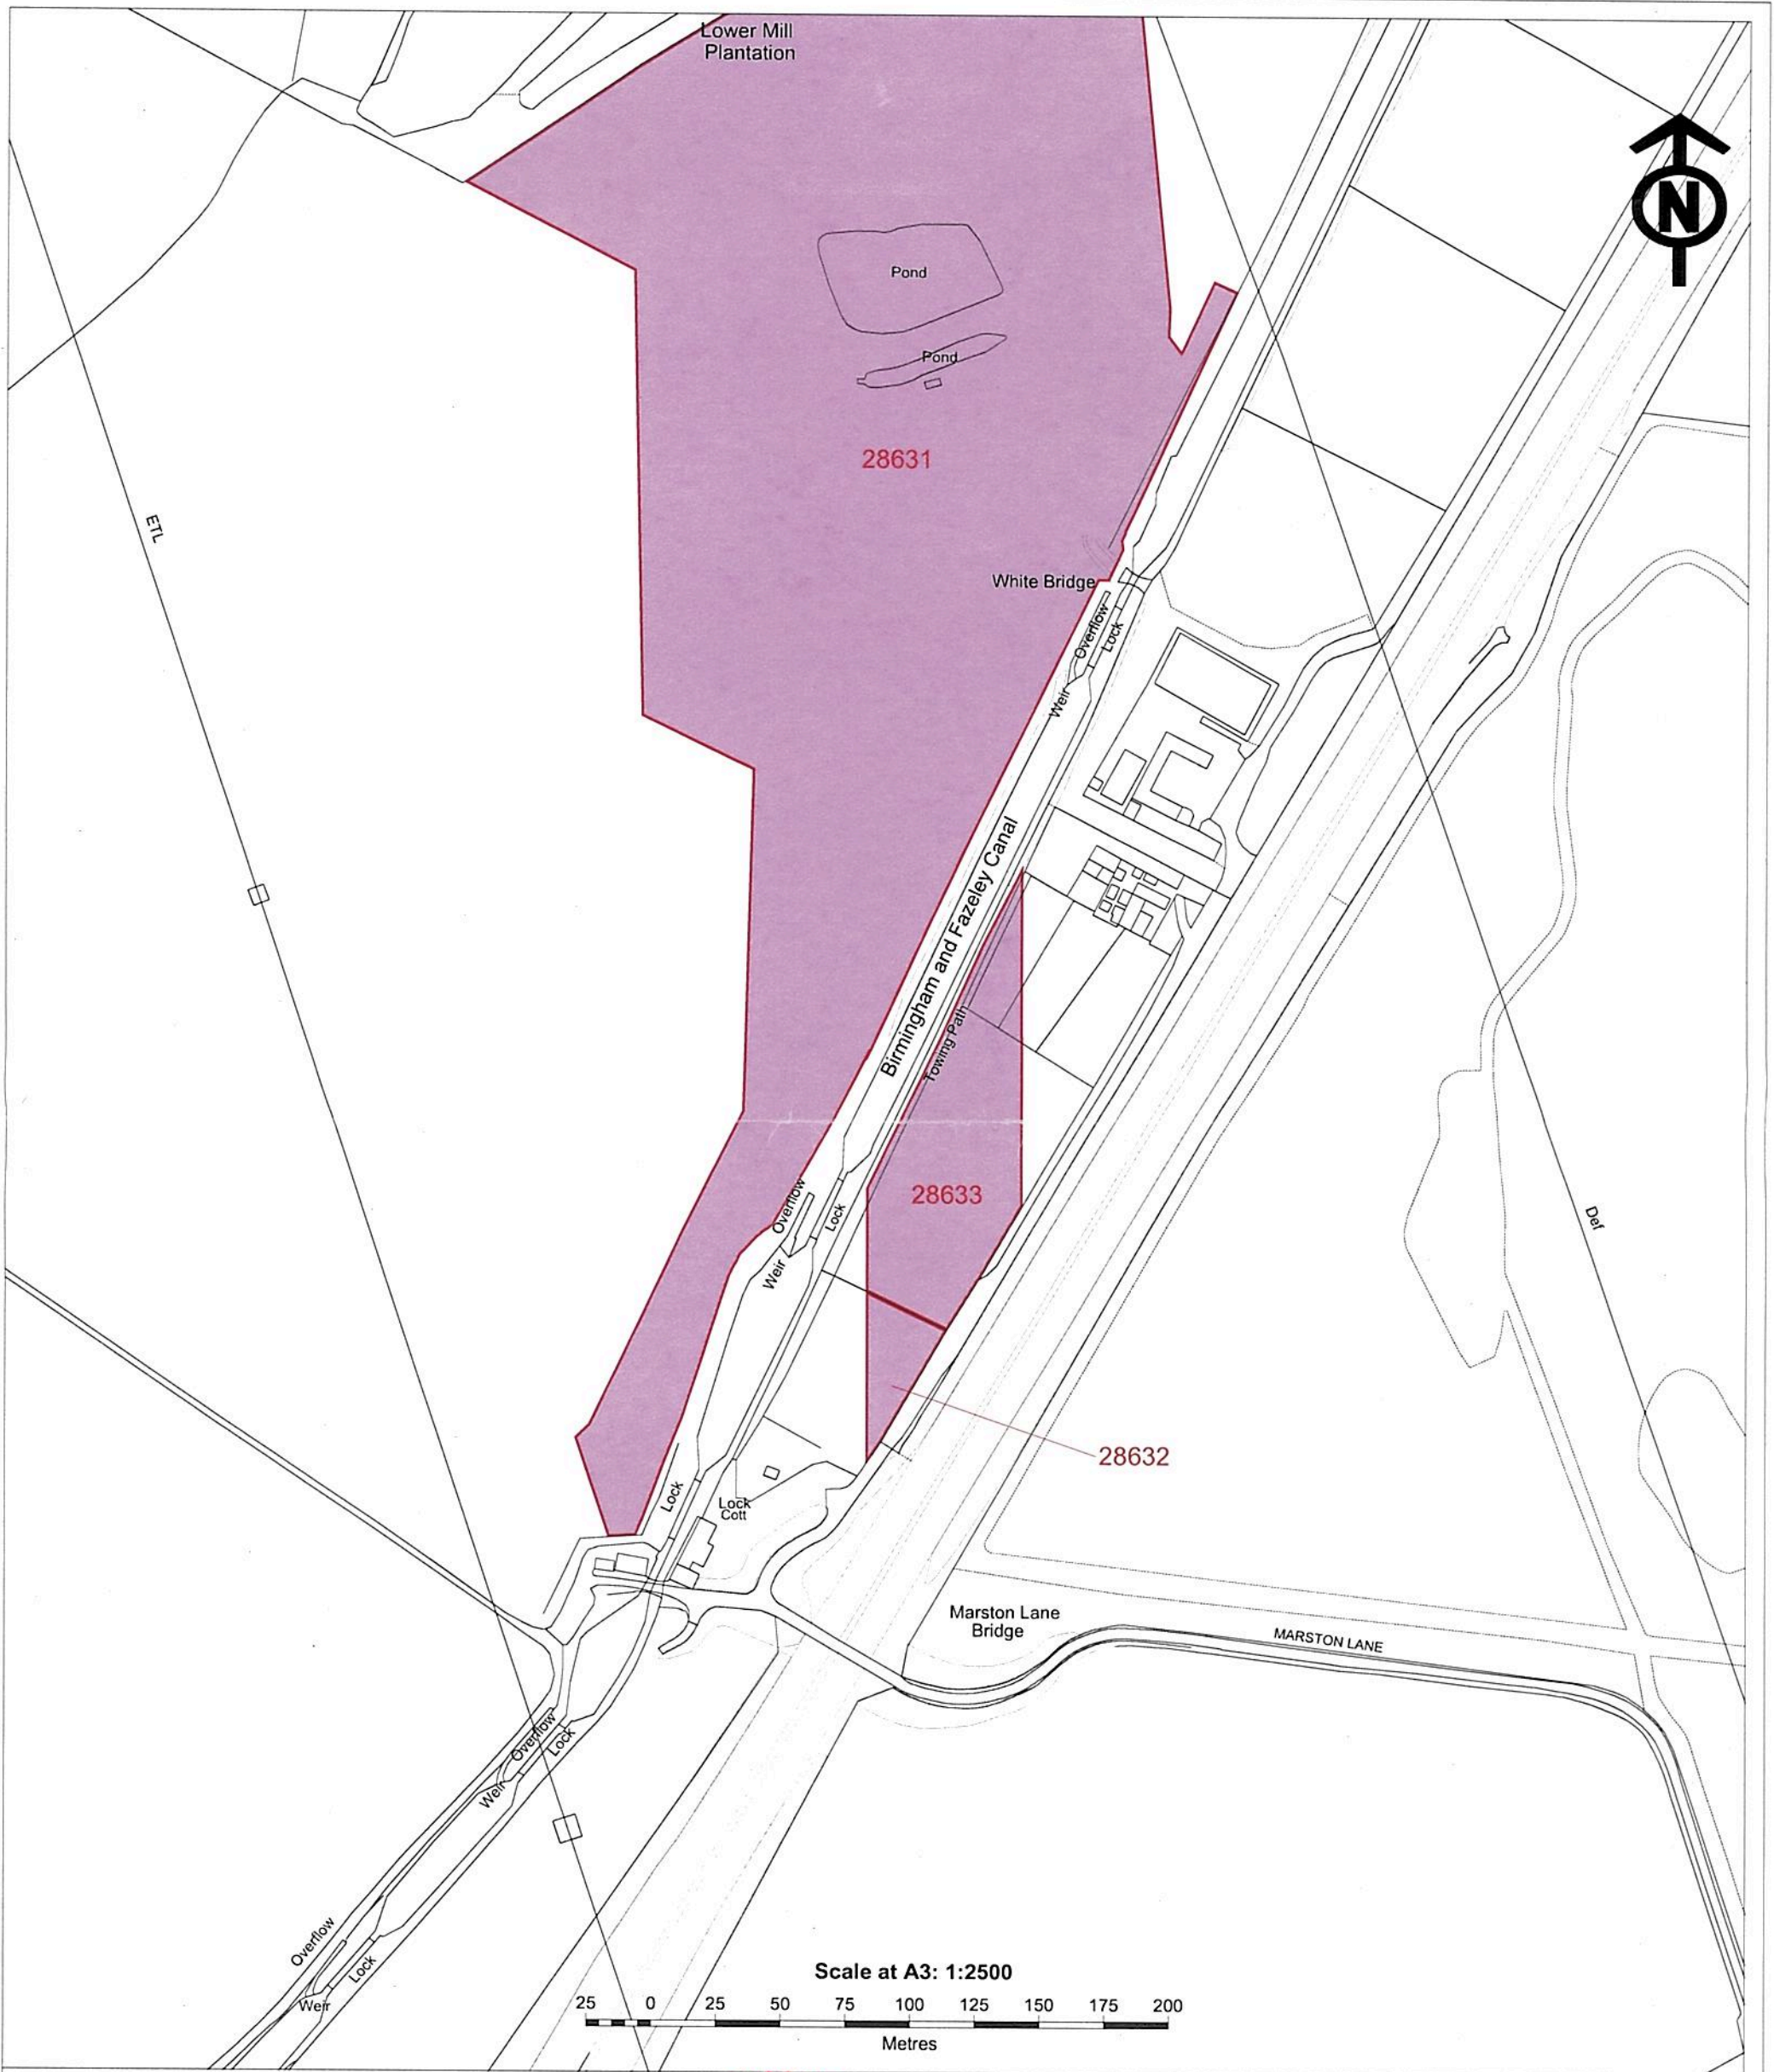 Lower Mill
Plantation
N
Pond
Pond
28631
ETL
White Bridge
Overflow
Lock
Weir
Birmingham and Fazeley Canal
Towing Path
28633
Overflow
Lock
Weir
Def
28632
Lock
Lock
Cott
Marston Lane
Bridge
MARSTON LANE
Overflow
Lock
Weir
Overflow
Lock
Weir
Scale at A3: 1:2500
25 0 25 50 75 100 125 150 175 200
Metres